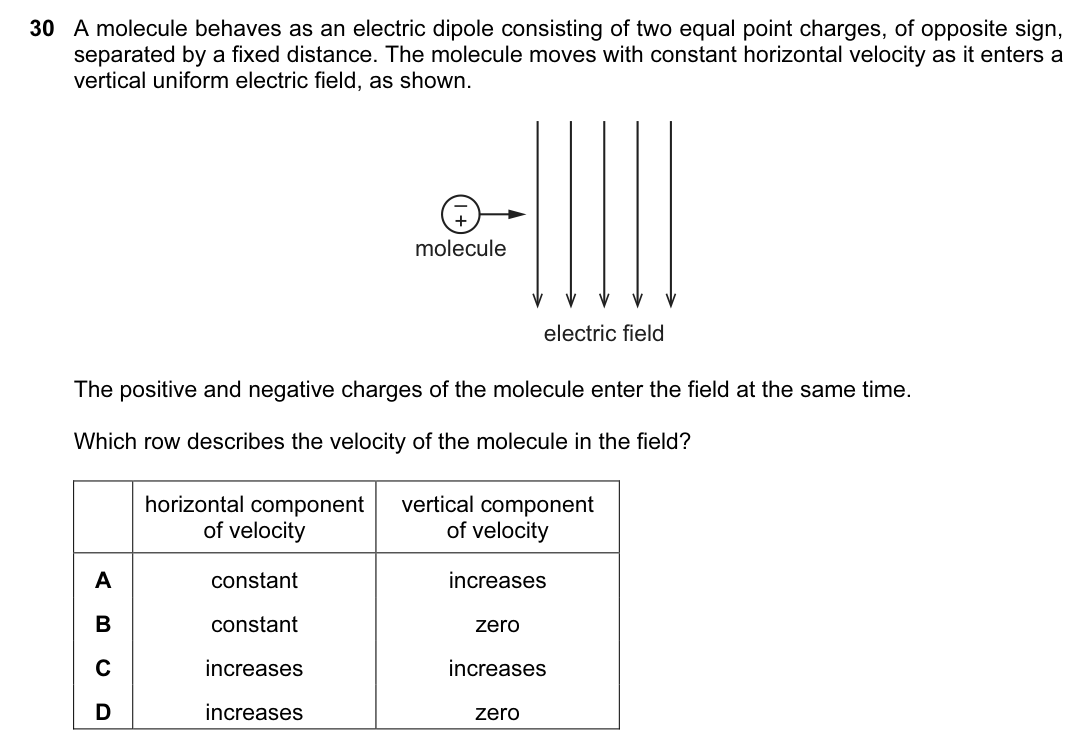 30 A molecule behaves as an electric dipole consisting of two equal point charges, of opposite sign,
separated by a fixed distance. The molecule moves with constant horizontal velocity as it enters a
vertical uniform electric field, as shown.
–
+
molecule
electric field
The positive and negative charges of the molecule enter the field at the same time.
Which row describes the velocity of the molecule in the field?
horizontal component of velocity vertical component of velocity
A constant increases
B constant zero
C increases increases
D increases zero